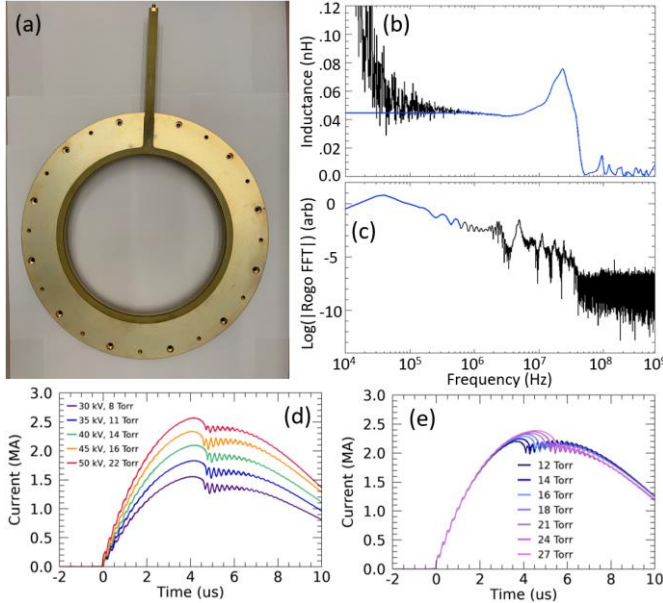 (a)
(b)
Inductance (nH)
.12
.10
.08
.06
.04
.02
.0
(c)
Log(|Rogo FFT|) (arb)
0
-5
-10
10⁴ 10⁵ 10⁶ 10⁷ 10⁸ 10⁹
Frequency (Hz)
(d)
Current (MA)
3.0
2.5
2.0
1.5
1.0
0.5
0.0
30 kV, 8 Torr
35 kV, 11 Torr
40 kV, 14 Torr
45 kV, 16 Torr
50 kV, 22 Torr
-2 0 2 4 6 8 10
Time (us)
(e)
Current (MA)
3.0
2.5
2.0
1.5
1.0
0.5
0.0
12 Torr
14 Torr
16 Torr
18 Torr
21 Torr
24 Torr
27 Torr
-2 0 2 4 6 8 10
Time (us)